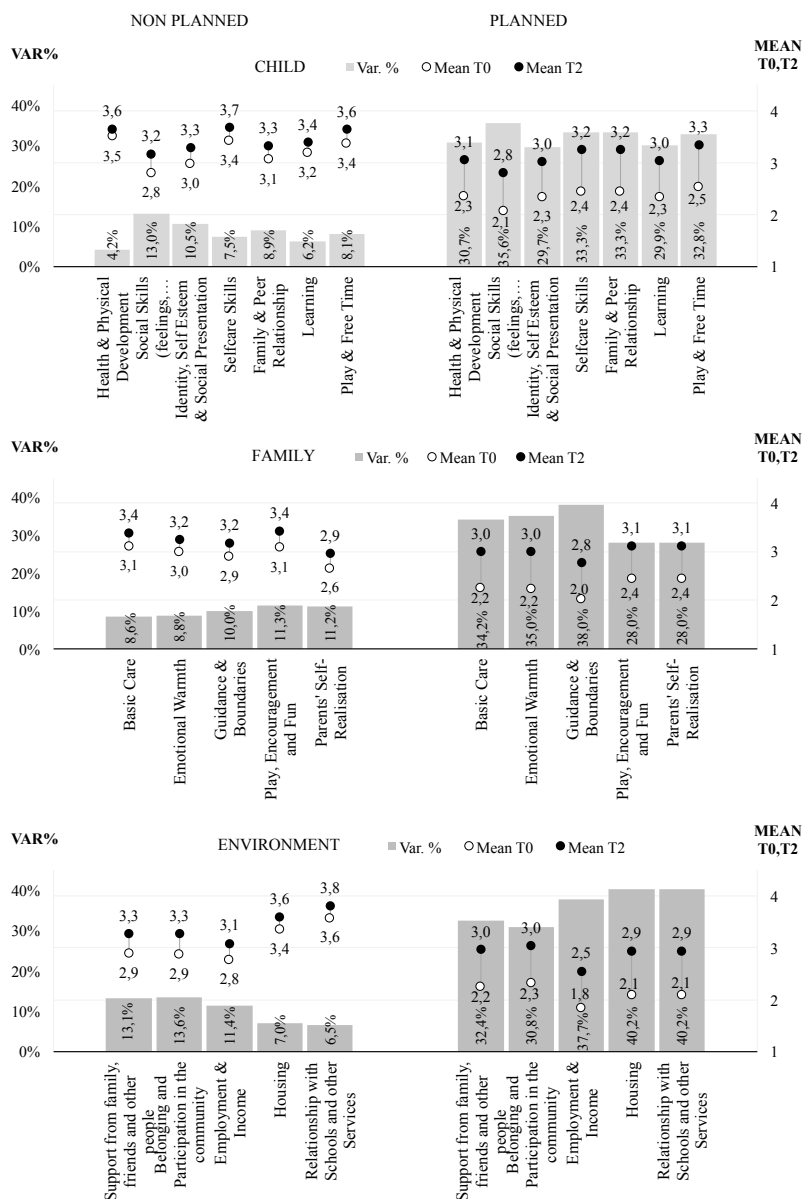 NON PLANNED
PLANNED
VAR%
MEAN
T0,T2
CHILD
Var. %
Mean T0
Mean T2
40%
30%
20%
10%
0%
3,6
3,2
3,3
3,7
3,3
3,4
3,6
3,5
2,8
3,0
3,4
3,1
3,2
3,4
4,2%
13,0%
10,5%
7,5%
8,9%
6,2%
8,1%
3,1
2,8
3,0
3,2
3,2
3,0
3,3
2,3
2,1
2,3
2,4
2,4
2,3
2,5
30,7%
35,6%
29,7%
33,3%
33,3%
29,9%
32,8%
4
3
2
1
Health & Physical
Development
Social Skills
(feelings,…
Identity, Self Esteem
& Social Presentation
Selfcare Skills
Family & Peer
Relationship
Learning
Play & Free Time
Health & Physical
Development
Social Skills
(feelings,…
Identity, Self Esteem
& Social Presentation
Selfcare Skills
Family & Peer
Relationship
Learning
Play & Free Time
VAR%
MEAN
T0,T2
FAMILY
Var. %
Mean T0
Mean T2
40%
30%
20%
10%
0%
3,4
3,2
3,2
3,4
2,9
3,1
3,0
2,9
3,1
2,6
8,6%
8,8%
10,0%
11,3%
11,2%
3,0
3,0
2,8
3,1
3,1
2,2
2,2
2,0
2,4
2,4
34,2%
35,0%
38,0%
28,0%
28,0%
4
3
2
1
Basic Care
Emotional Warmth
Guidance &
Boundaries
Play, Encouragement
and Fun
Parents' Self-
Realisation
Basic Care
Emotional Warmth
Guidance &
Boundaries
Play, Encouragement
and Fun
Parents' Self-
Realisation
VAR%
MEAN
T0,T2
ENVIRONMENT
Var. %
Mean T0
Mean T2
40%
30%
20%
10%
0%
3,3
3,3
3,1
3,6
3,8
2,9
2,9
2,8
3,4
3,6
13,1%
13,6%
11,4%
7,0%
6,5%
3,0
3,0
2,5
2,9
2,9
2,2
2,3
1,8
2,1
2,1
32,4%
30,8%
37,7%
40,2%
40,2%
4
3
2
1
Support from family,
friends and other
people
Belonging and
Participation in the
community
Employment &
Income
Housing
Relationship with
Schools and other
Services
Support from family,
friends and other
people
Belonging and
Participation in the
community
Employment &
Income
Housing
Relationship with
Schools and other
Services